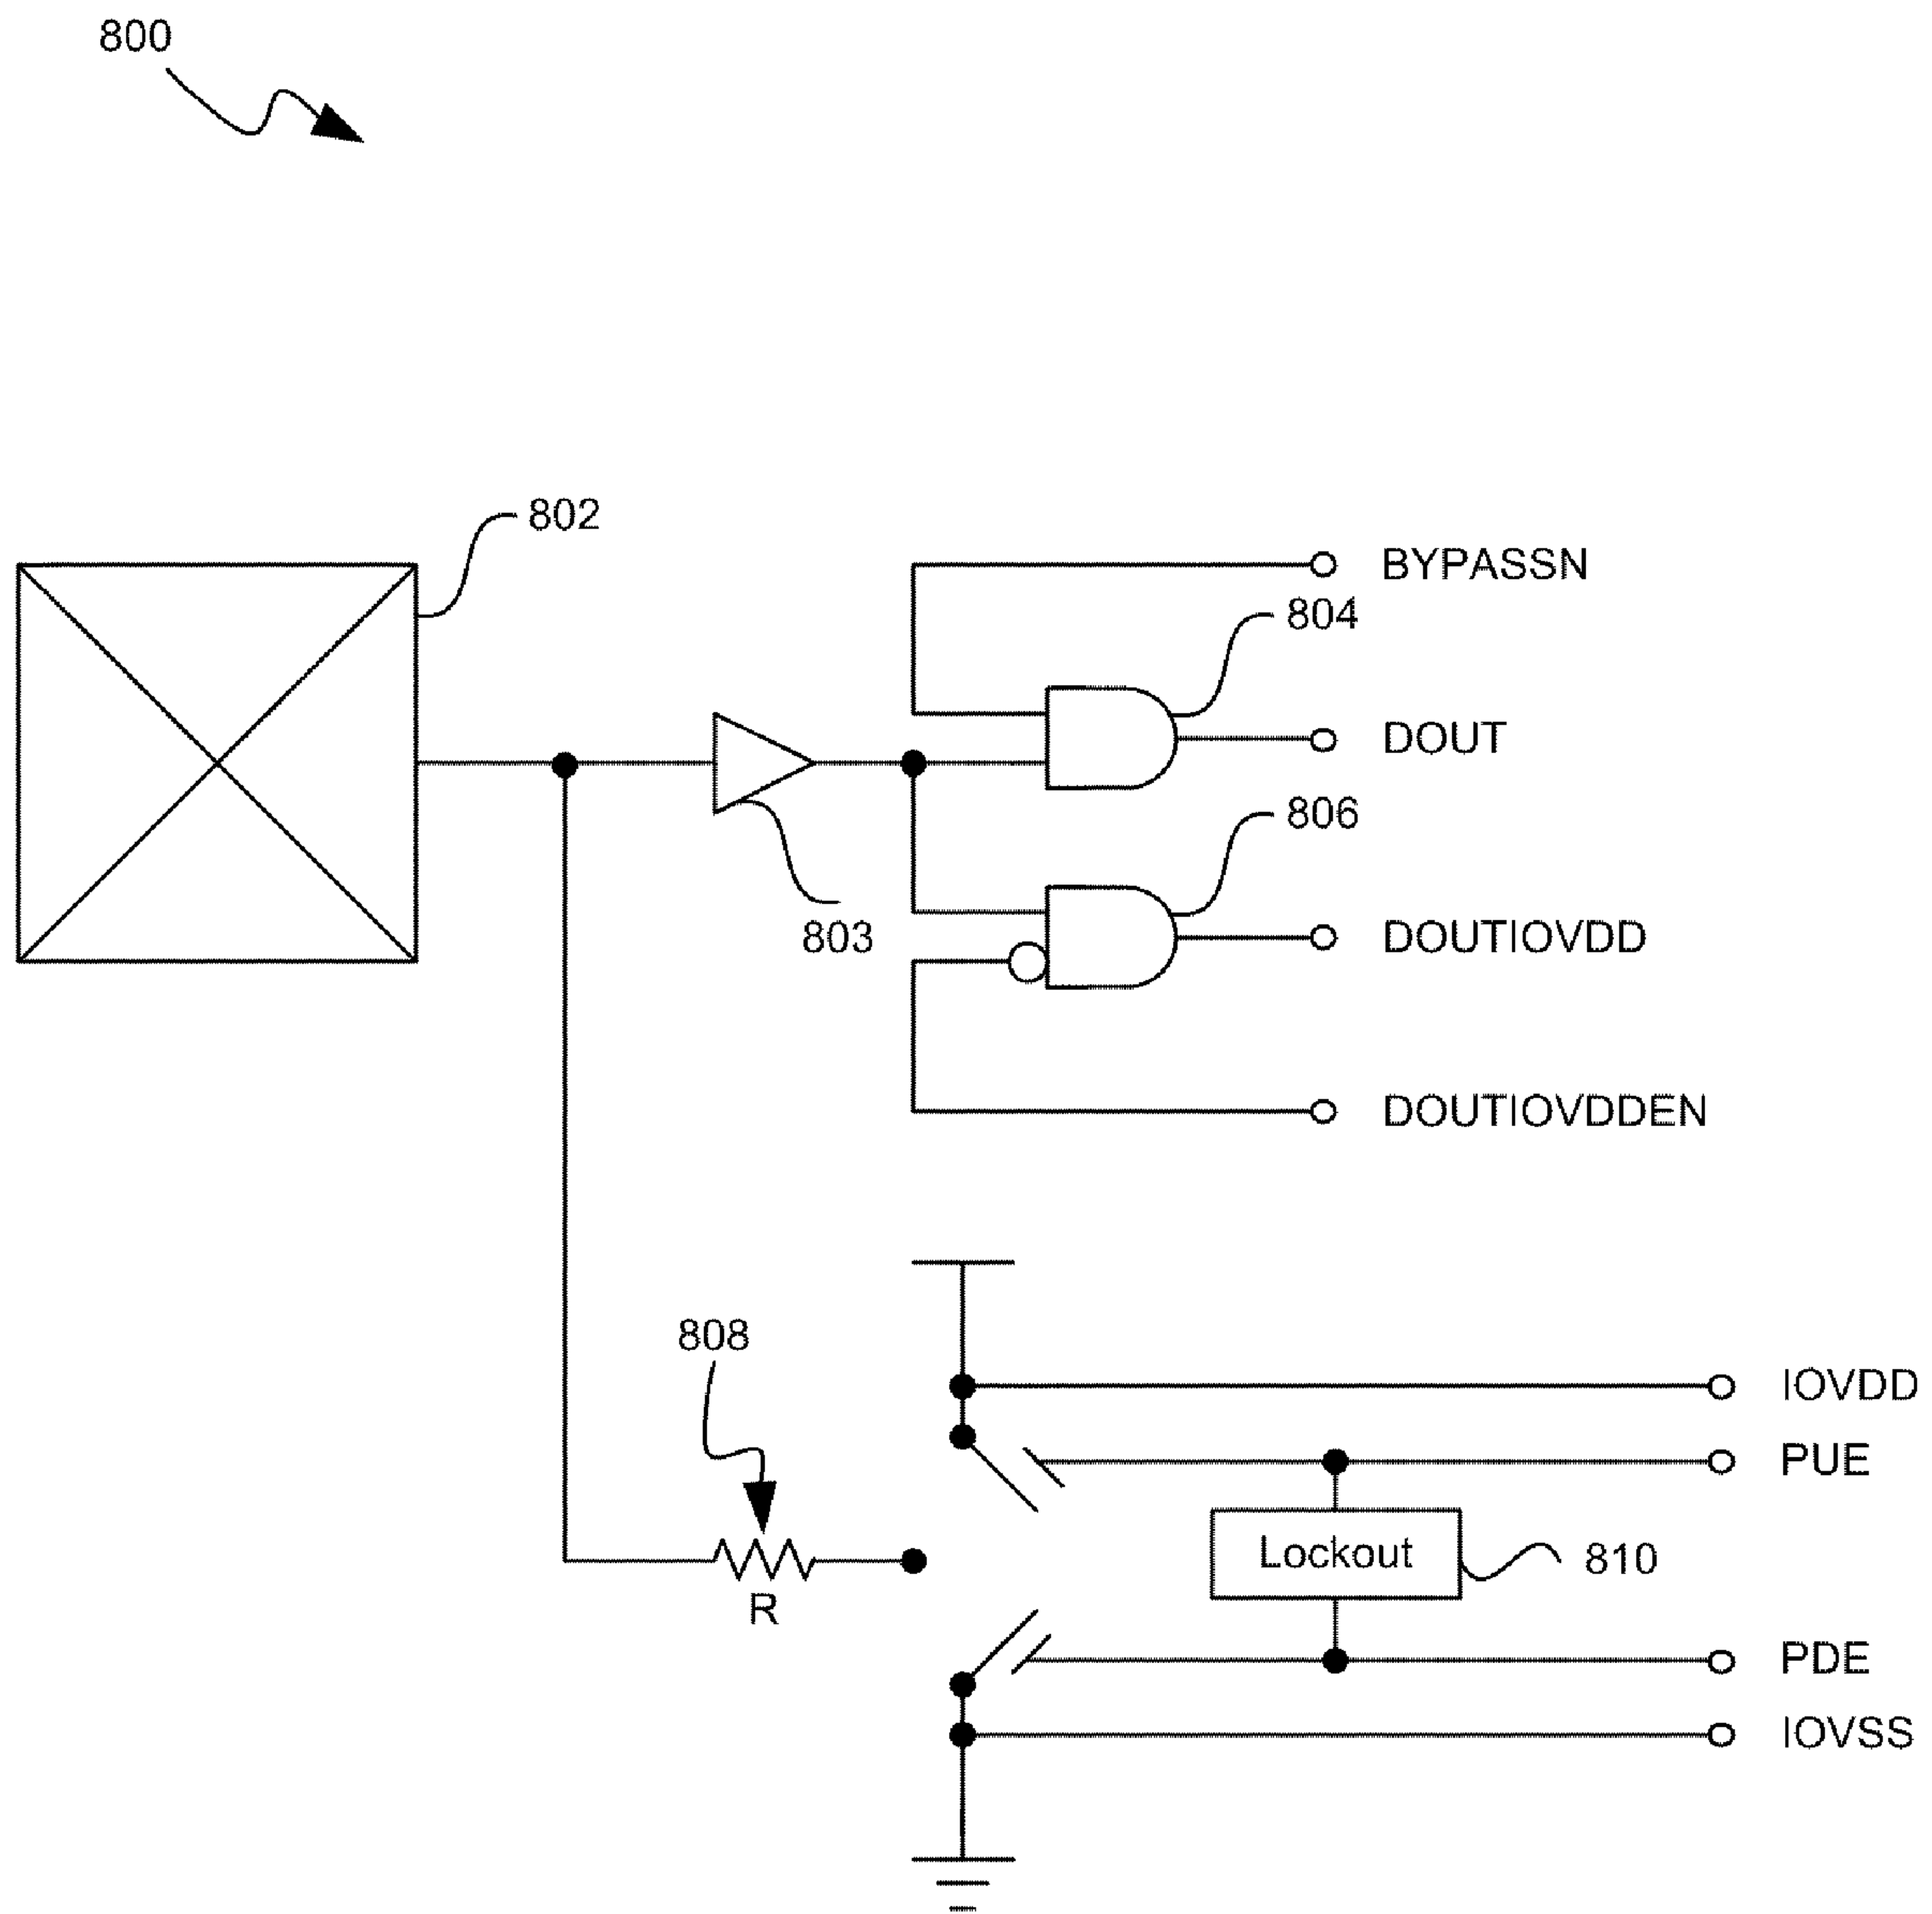 800
802
BYPASSN
804
DOUT
806
803
DOUTIOVDD
DOUTIOVDDEN
808
IOVDD
PUE
Lockout
810
R
PDE
IOVSS